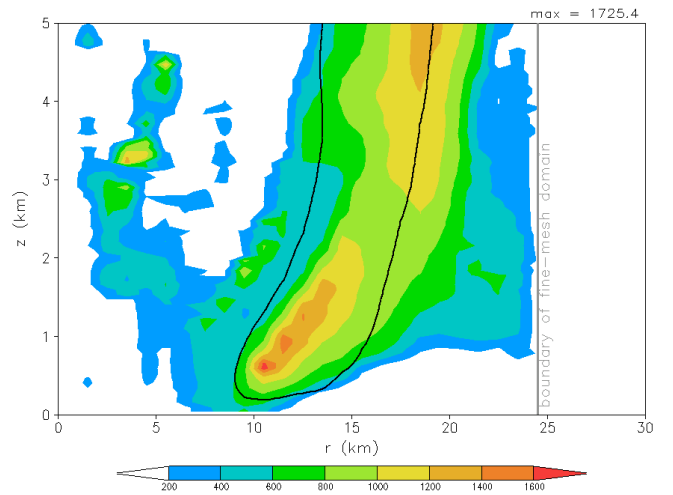 max = 1725.4
5
4
3
2
1
0
z (km)
boundary of fine-mesh domain
0 5 10 15 20 25 30
r (km)
200 400 600 800 1000 1200 1400 1600